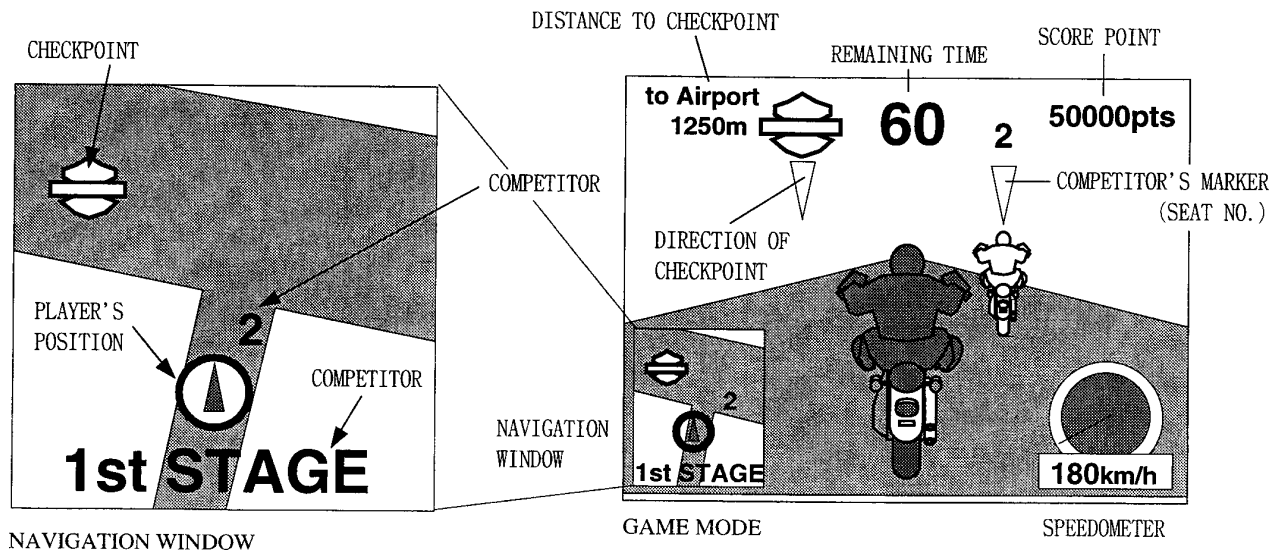 DISTANCE TO CHECKPOINT
CHECKPOINT
REMAINING TIME
SCORE POINT
to Airport
1250m
60
2
50000pts
COMPETITOR
COMPETITOR'S MARKER
(SEAT NO.)
DIRECTION OF
CHECKPOINT
PLAYER'S
POSITION
2
COMPETITOR
1st STAGE
NAVIGATION
WINDOW
2
1st STAGE
180km/h
NAVIGATION WINDOW
GAME MODE
SPEEDOMETER